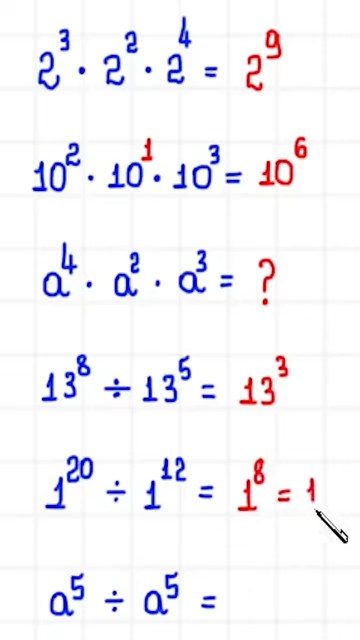 2³ · 2² · 2⁴ = 2⁹
10² · 10¹ · 10³ = 10⁶
a⁴ · a² · a³ = ?
13⁸ ÷ 13⁵ = 13³
1²⁰ ÷ 1¹² = 1⁸ = 1
a⁵ ÷ a⁵ =